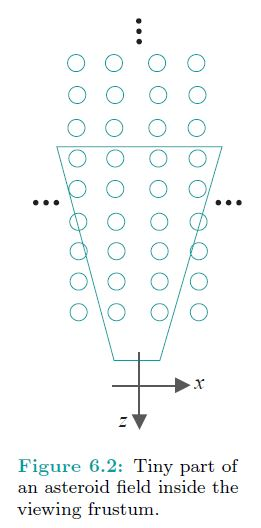 x
z
Figure 6.2: Tiny part of
an asteroid field inside the
viewing frustum.